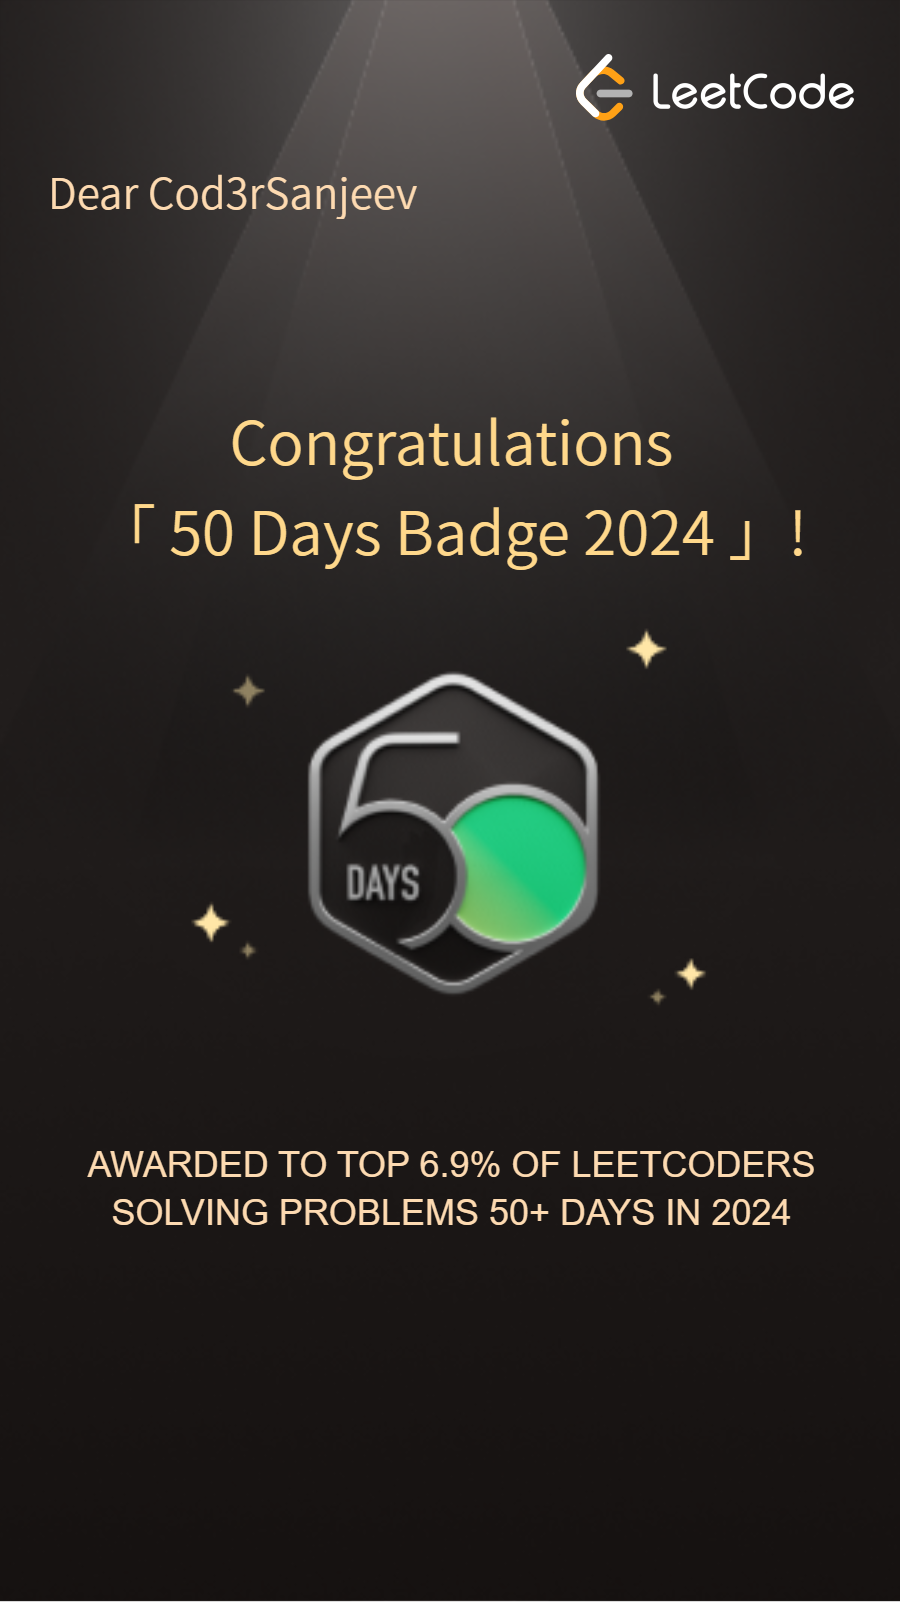 LeetCode
Dear Cod3rSanjeev
Congratulations
「 50 Days Badge 2024 」 !
50
DAYS
AWARDED TO TOP 6.9% OF LEETCODERS
SOLVING PROBLEMS 50+ DAYS IN 2024